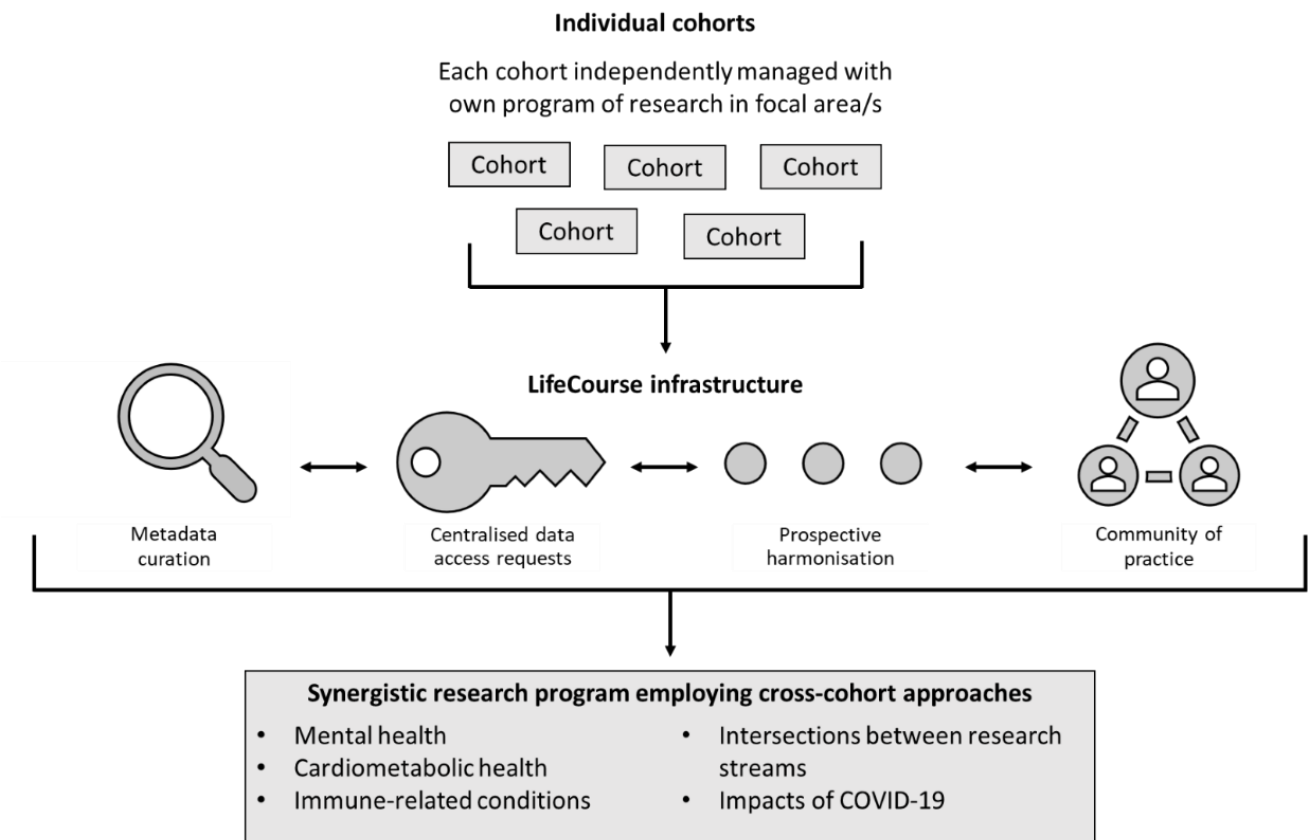 Individual cohorts
Each cohort independently managed with
own program of research in focal area/s
Cohort
Cohort
Cohort
Cohort
Cohort
LifeCourse infrastructure
Metadata
curation
Centralised data
access requests
Prospective
harmonisation
Community of
practice
Synergistic research program employing cross-cohort approaches
• Mental health
• Cardiometabolic health
• Immune-related conditions
• Intersections between research
streams
• Impacts of COVID-19